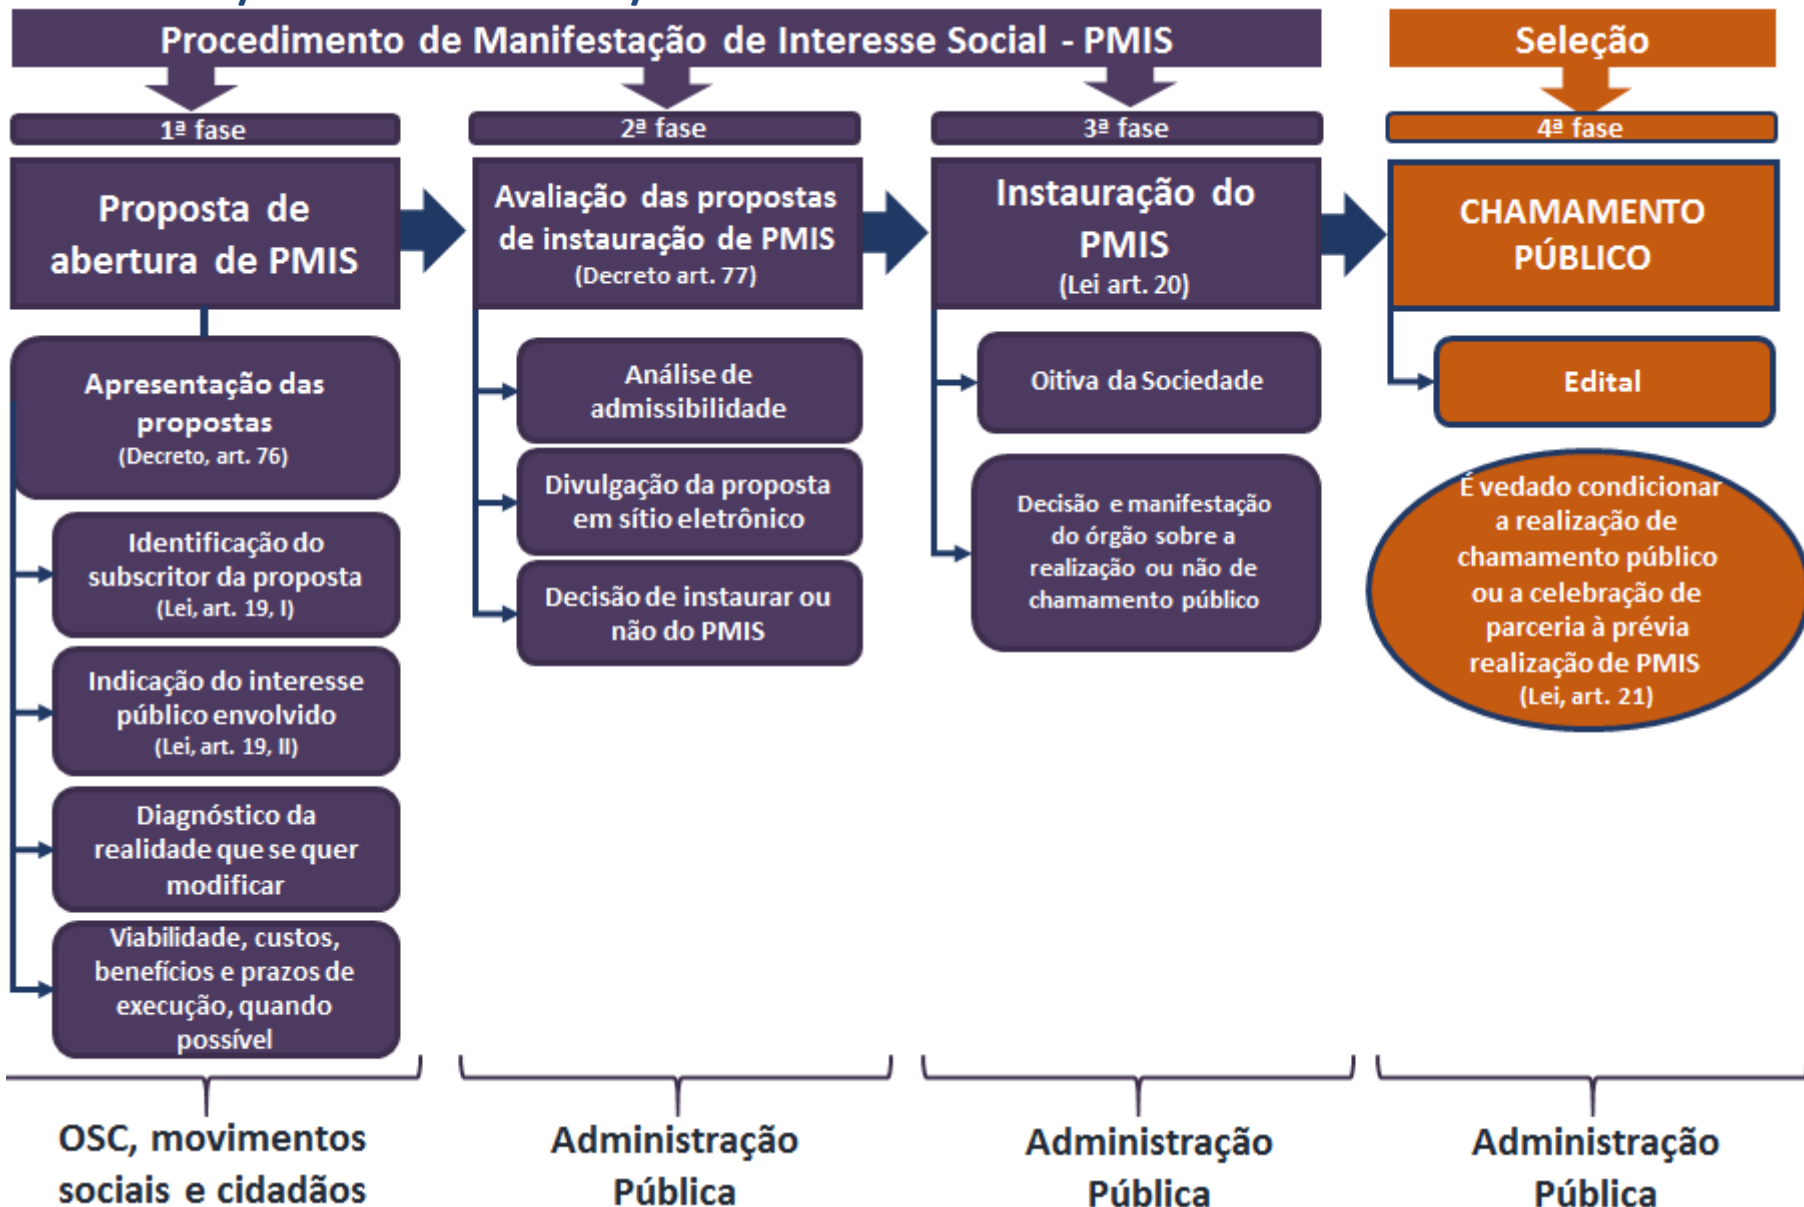 Procedimento de Manifestação de Interesse Social - PMIS
Seleção
1ª fase
2ª fase
3ª fase
4ª fase
Proposta de
abertura de PMIS
Avaliação das propostas
de instauração de PMIS
(Decreto art. 77)
Instauração do
PMIS
(Lei art. 20)
CHAMAMENTO
PÚBLICO
Apresentação das
propostas
(Decreto, art. 76)
Identificação do
subscritor da proposta
(Lei, art. 19, I)
Indicação do interesse
público envolvido
(Lei, art. 19, II)
Diagnóstico da
realidade que se quer
modificar
Viabilidade, custos,
benefícios e prazos de
execução, quando
possível
Análise de
admissibilidade
Divulgação da proposta
em sítio eletrônico
Decisão de instaurar ou
não do PMIS
Oitiva da Sociedade
Decisão e manifestação
do órgão sobre a
realização ou não de
chamamento público
Edital
É vedado condicionar
a realização de
chamamento público
ou a celebração de
parceria à prévia
realização de PMIS
(Lei, art. 21)
OSC, movimentos
sociais e cidadãos
Administração
Pública
Administração
Pública
Administração
Pública